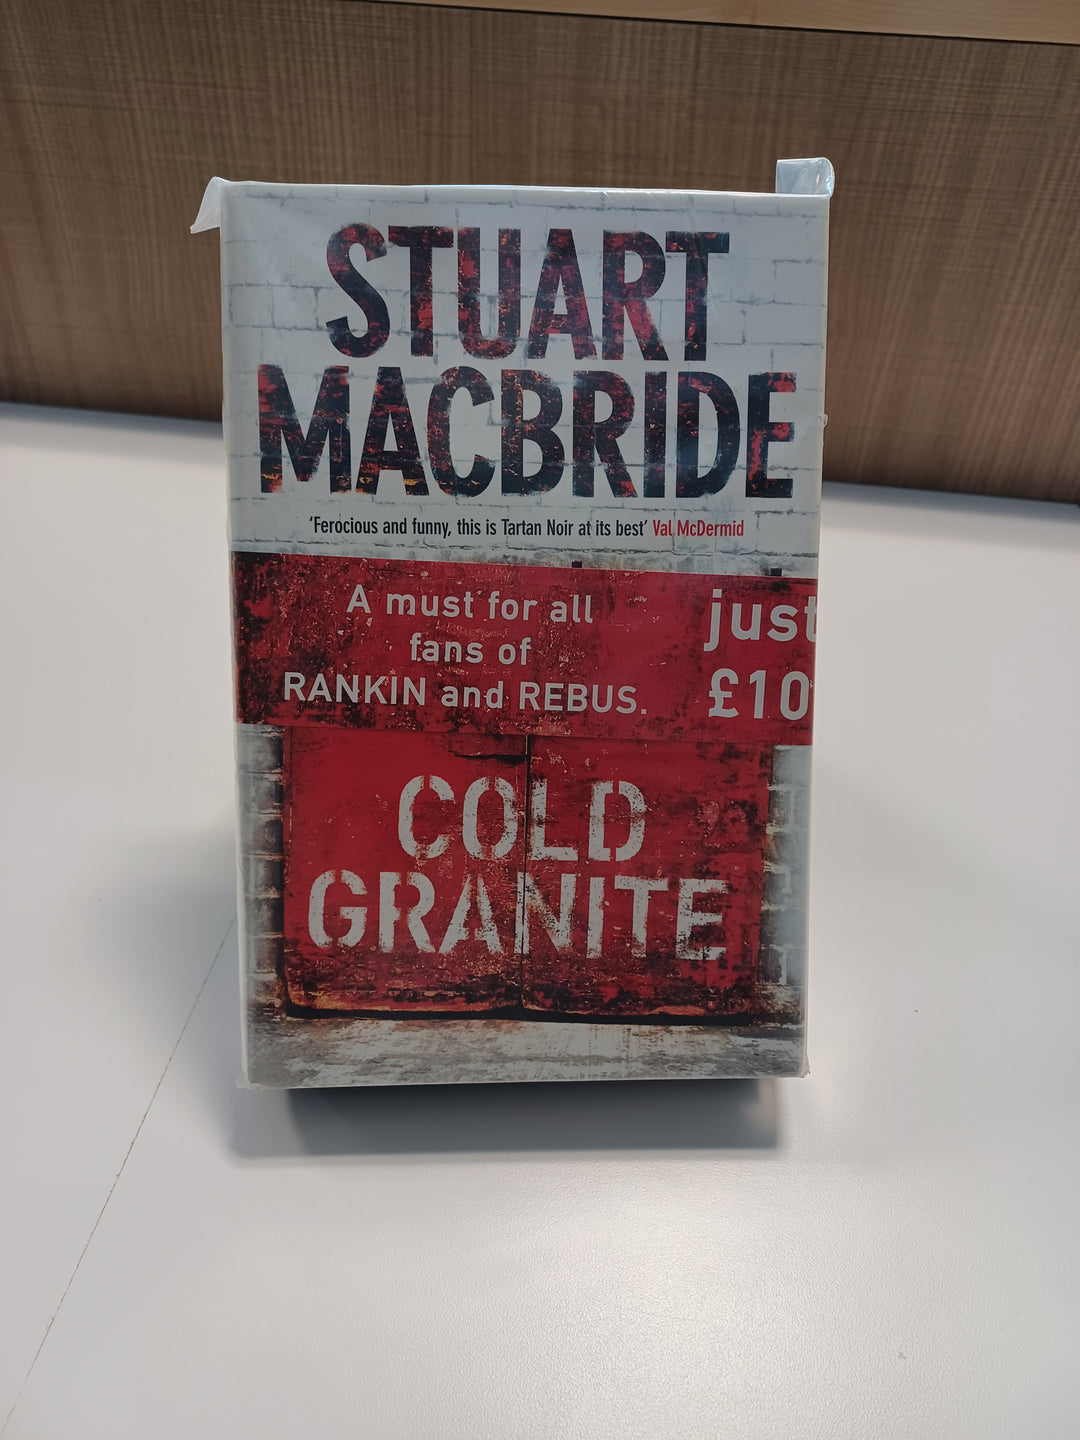 STUART
MACBRIDE
'Ferocious and funny, this is Tartan Noir at its best' Val McDermid
A must for all
fans of
RANKIN and REBUS.
just
£10
COLD
GRANITE